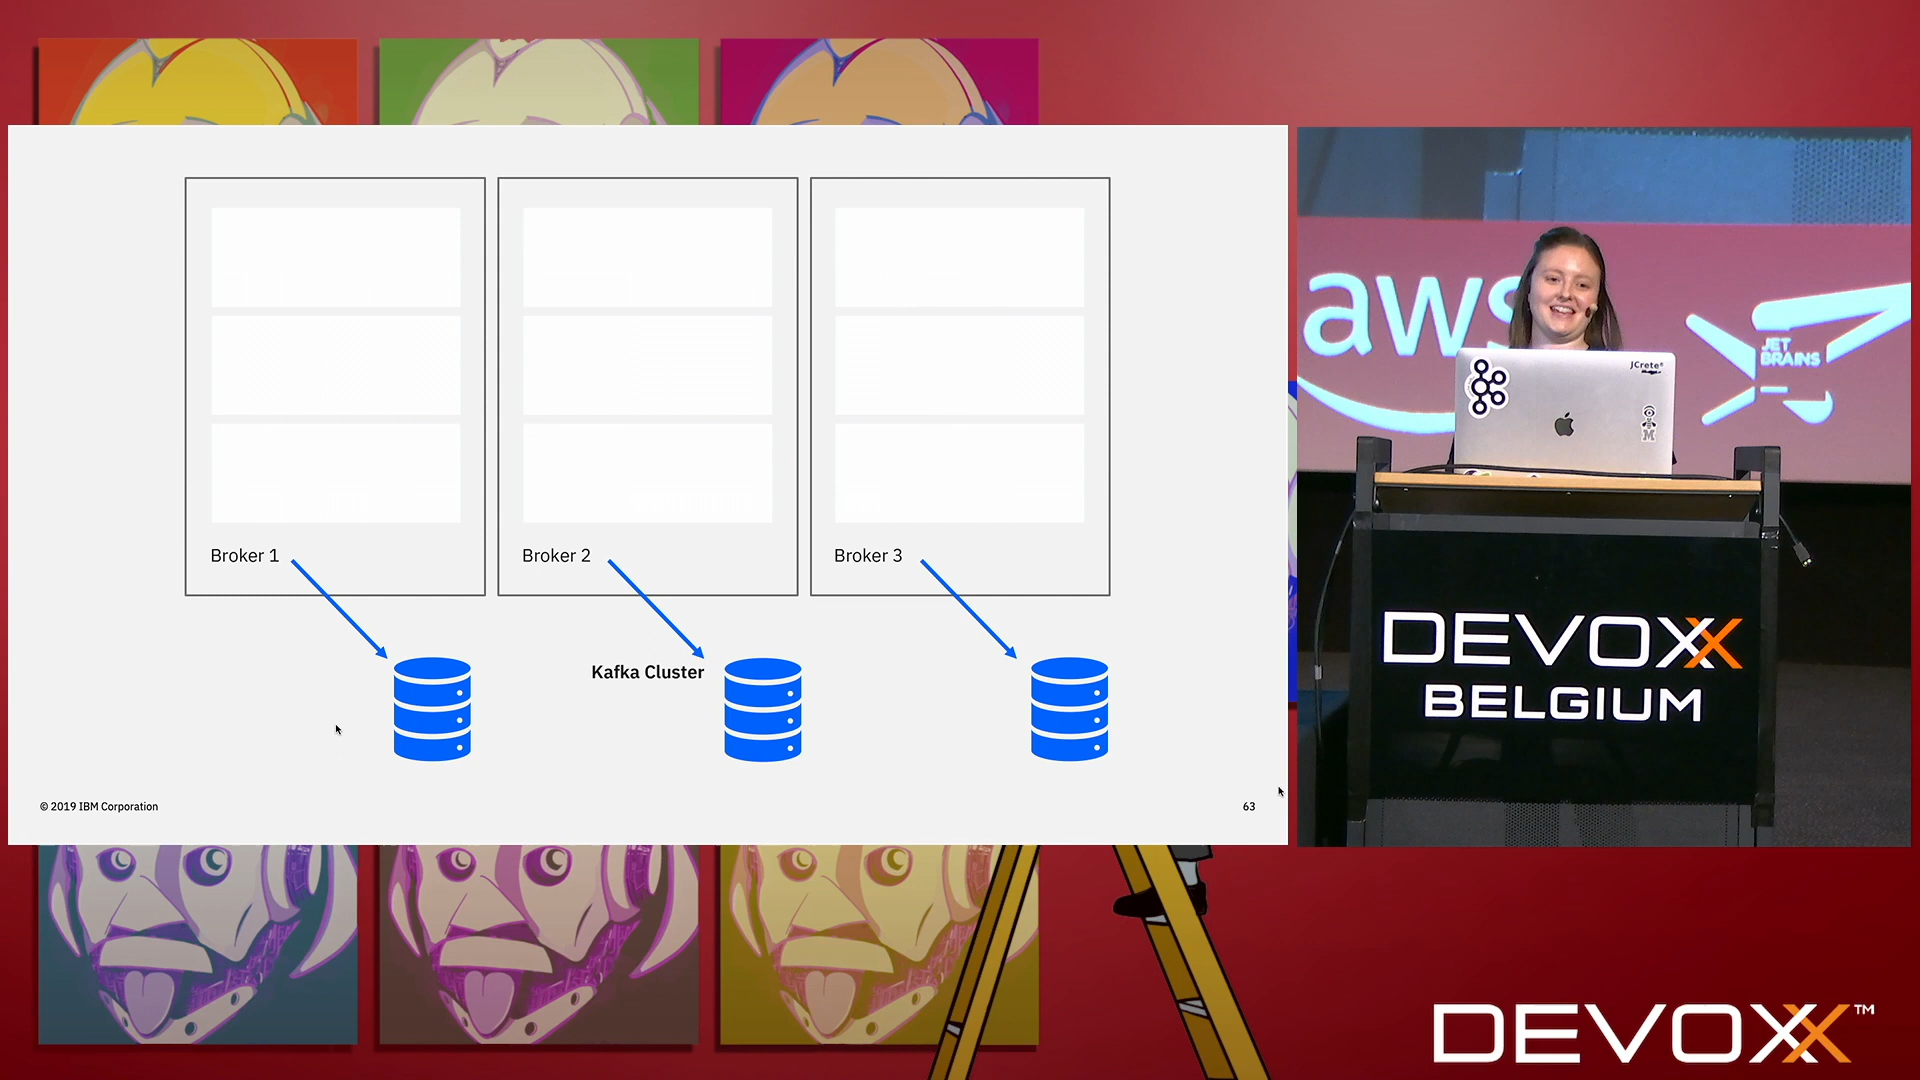 Broker 1
Broker 2
Broker 3
Kafka Cluster
© 2019 IBM Corporation
63
aws
JET
BRAINS
JCrete
M
DEVOXX
BELGIUM
DEVOXX™